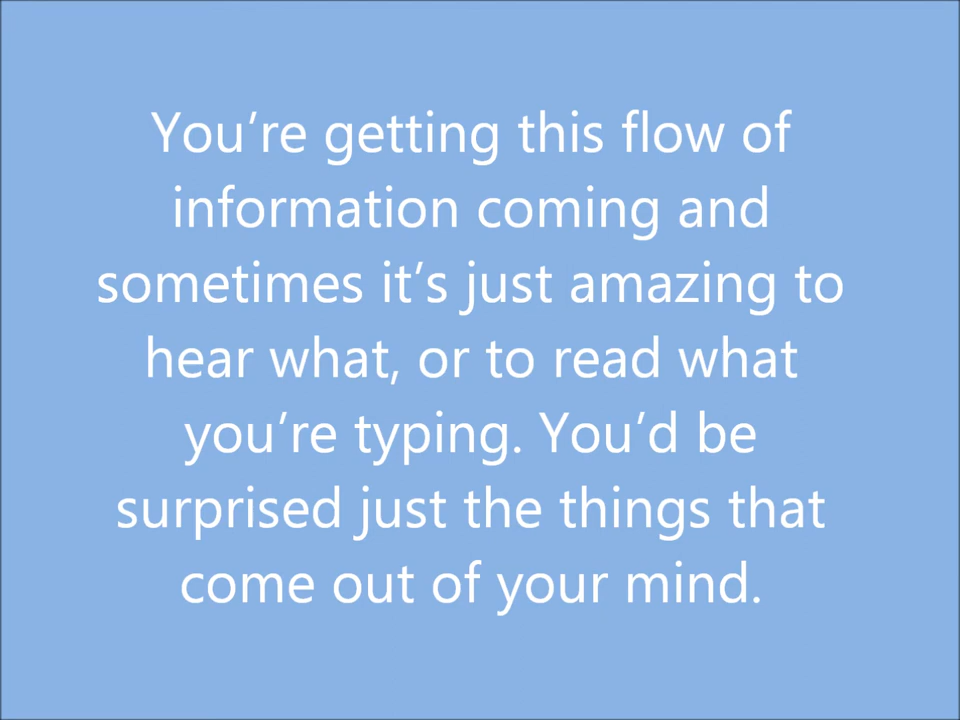 You’re getting this flow of
information coming and
sometimes it’s just amazing to
hear what, or to read what
you’re typing. You’d be
surprised just the things that
come out of your mind.